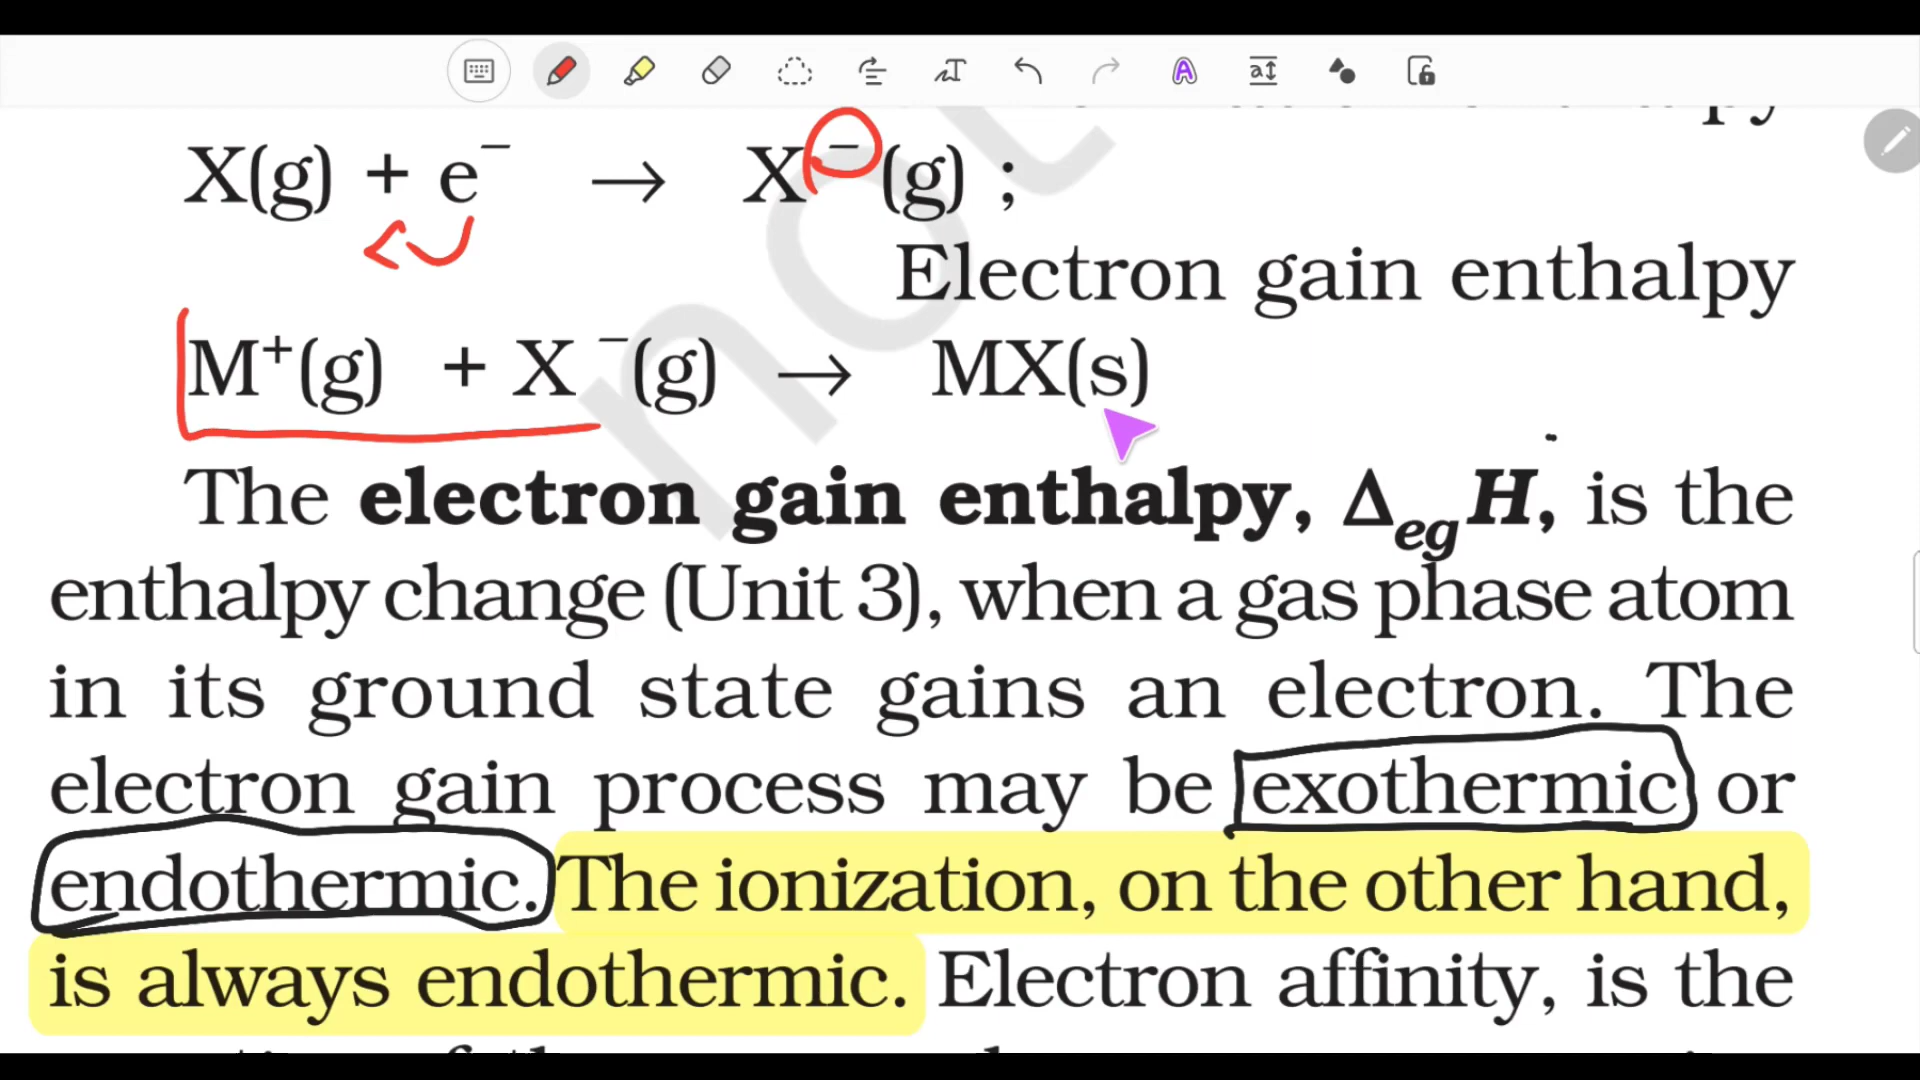 X(g) + e⁻ → X⁻(g) ;
Electron gain enthalpy
M⁺(g) + X⁻(g) → MX(s)
The electron gain enthalpy, Δ_eg H, is the
enthalpy change (Unit 3), when a gas phase atom
in its ground state gains an electron. The
electron gain process may be exothermic or
endothermic. The ionization, on the other hand,
is always endothermic. Electron affinity, is the